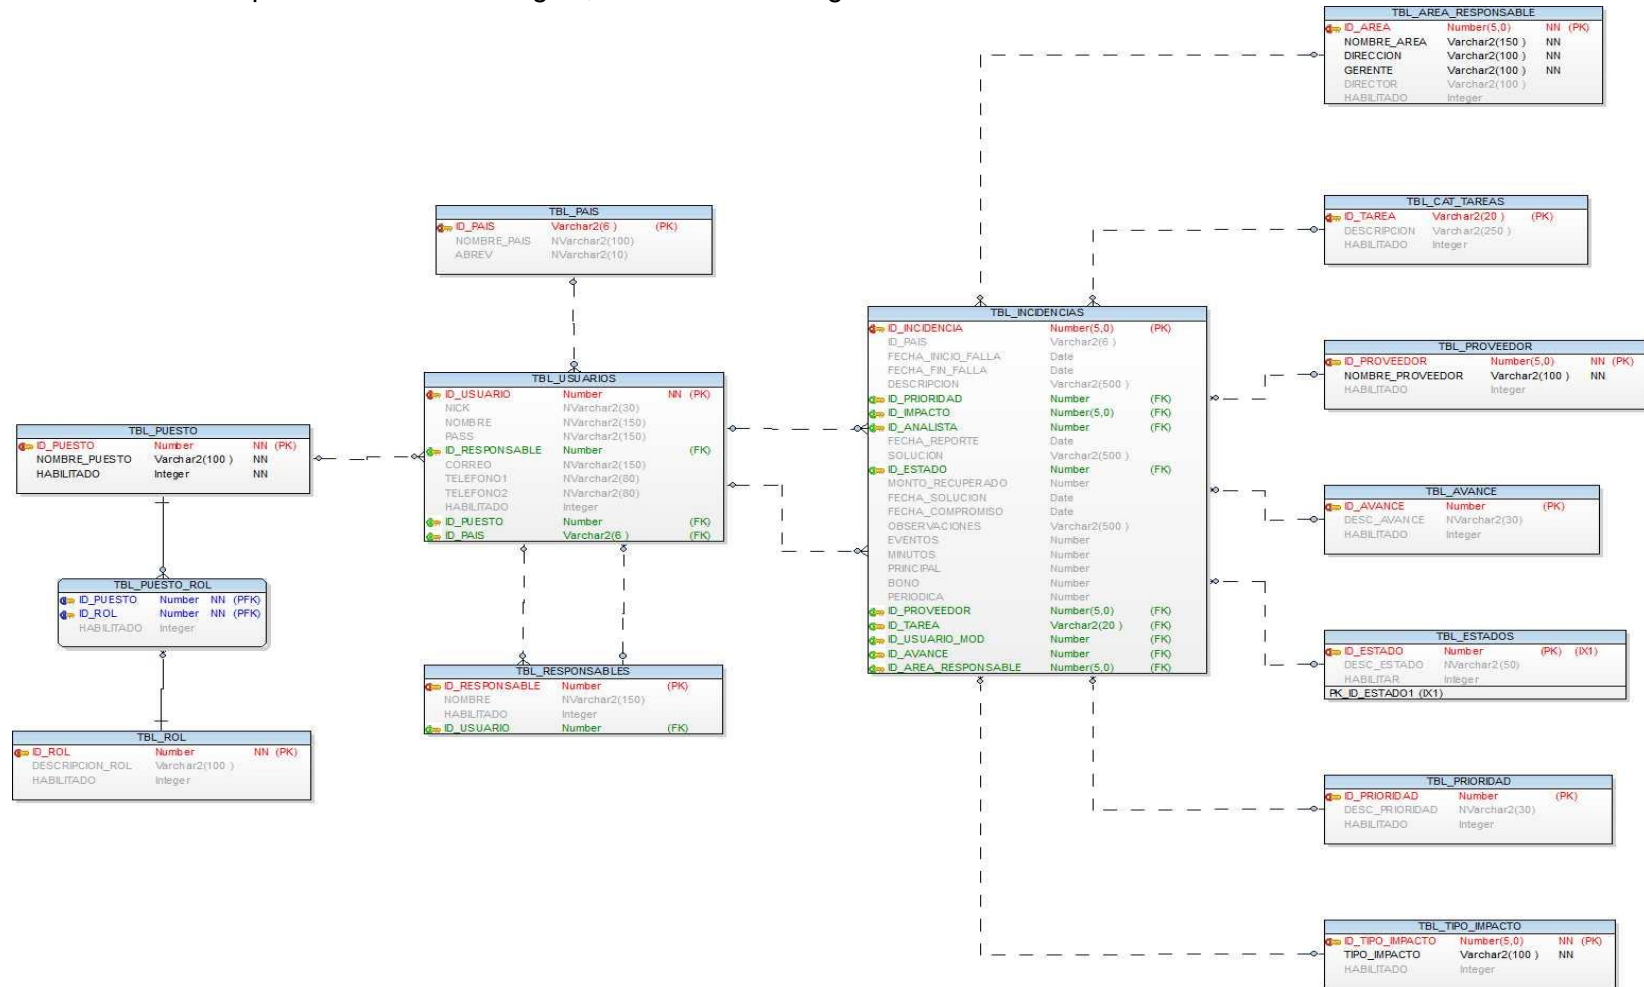 TBL_AREA_RESPONSABLE
ID_AREA Number(5,0) NN (PK)
NOMBRE_AREA Varchar2(150 ) NN
DIRECCION Varchar2(100 ) NN
GERENTE Varchar2(100 ) NN
DIRECTOR Varchar2(100 )
HABILITADO Integer
TBL_CAT_TAREAS
ID_TAREA Varchar2(20 ) (PK)
DESCRIPCION Varchar2(250 )
HABILITADO Integer
TBL_PAIS
ID_PAIS Varchar2(6 ) (PK)
NOMBRE_PAIS NVarchar2(100)
ABREV NVarchar2(10)
TBL_INCIDENCIAS
ID_INCIDENCIA Number(5,0) (PK)
ID_PAIS Varchar2(6 )
FECHA_INICIO_FALLA Date
FECHA_FIN_FALLA Date
DESCRIPCION Varchar2(500 )
ID_PRIORIDAD Number (FK)
ID_IMPACTO Number(5,0) (FK)
ID_ANALISTA Number (FK)
FECHA_REPORTE Date
SOLUCION Varchar2(500 )
ID_ESTADO Number (FK)
MONTO_RECUPERADO Number
FECHA_SOLUCION Date
FECHA_COMPROMISO Date
OBSERVACIONES Varchar2(500 )
EVENTOS Number
MINUTOS Number
PRINCIPAL Number
BONO Number
PERIODICA Number
ID_PROVEEDOR Number(5,0) (FK)
ID_TAREA Varchar2(20 ) (FK)
ID_USUARIO_MOD Number (FK)
ID_AVANCE Number (FK)
ID_AREA_RESPONSABLE Number(5,0) (FK)
TBL_PROVEEDOR
ID_PROVEEDOR Number(5,0) NN (PK)
NOMBRE_PROVEEDOR Varchar2(100 ) NN
HABILITADO Integer
TBL_USUARIOS
ID_USUARIO Number NN (PK)
NICK NVarchar2(30)
NOMBRE NVarchar2(150)
PASS NVarchar2(150)
ID_RESPONSABLE Number (FK)
CORREO NVarchar2(150)
TELEFONO1 NVarchar2(80)
TELEFONO2 NVarchar2(80)
HABILITADO Integer
ID_PUESTO Number (FK)
ID_PAIS Varchar2(6 ) (FK)
TBL_PUESTO
ID_PUESTO Number NN (PK)
NOMBRE_PUESTO Varchar2(100 ) NN
HABILITADO Integer NN
TBL_AVANCE
ID_AVANCE Number (PK)
DESC_AVANCE NVarchar2(30)
HABILITADO Integer
TBL_PUESTO_ROL
ID_PUESTO Number NN (PFK)
ID_ROL Number NN (PFK)
HABILITADO Integer
TBL_ESTADOS
ID_ESTADO Number (PK) (IX1)
DESC_ESTADO NVarchar2(50)
HABILITAR Integer
PK_ID_ESTADO1 (IX1)
TBL_RESPONSABLES
ID_RESPONSABLE Number (PK)
NOMBRE NVarchar2(150)
HABILITADO Integer
ID_USUARIO Number (FK)
TBL_ROL
ID_ROL Number NN (PK)
DESCRIPCION_ROL Varchar2(100 )
HABILITADO Integer
TBL_PRIORIDAD
ID_PRIORIDAD Number (PK)
DESC_PRIORIDAD NVarchar2(30)
HABILITADO Integer
TBL_TIPO_IMPACTO
ID_TIPO_IMPACTO Number(5,0) NN (PK)
TIPO_IMPACTO Varchar2(100 ) NN
HABILITADO Integer